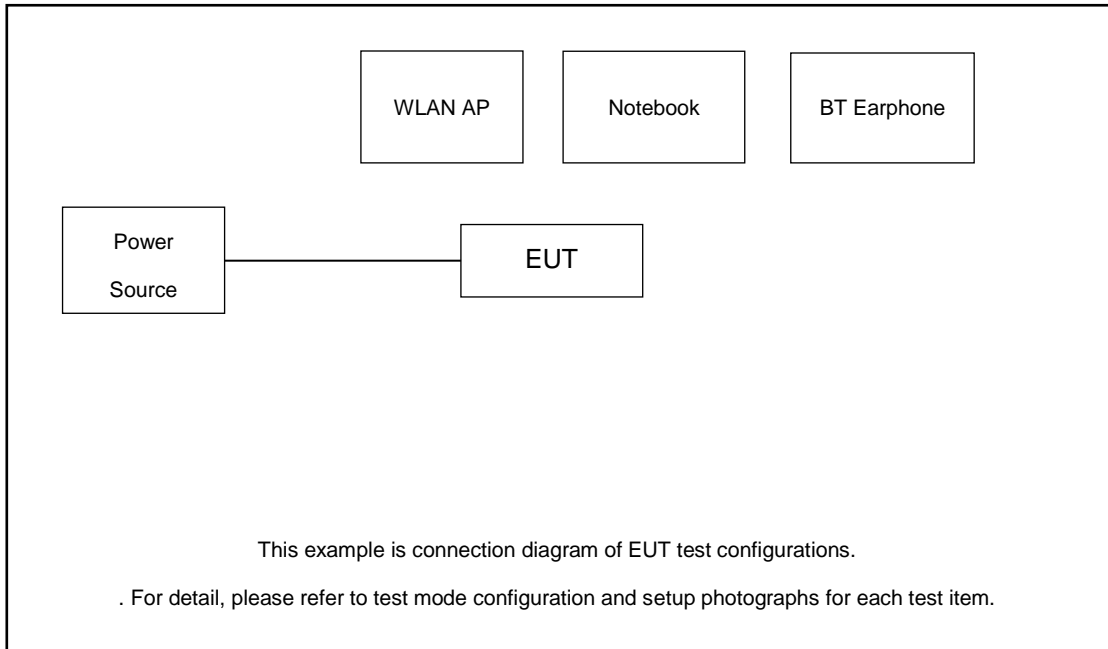 WLAN AP
Notebook
BT Earphone
Power
Source
EUT
This example is connection diagram of EUT test configurations.
. For detail, please refer to test mode configuration and setup photographs for each test item.